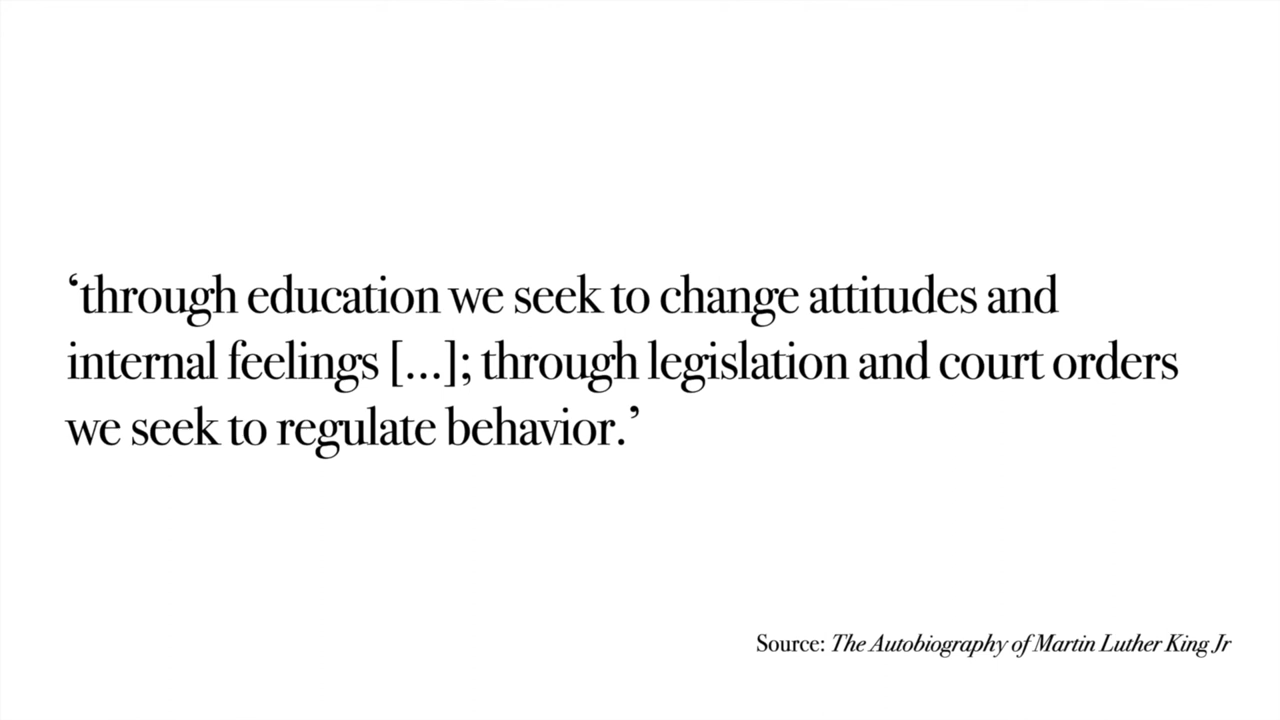 ‘through education we seek to change attitudes and
internal feelings [...]; through legislation and court orders
we seek to regulate behavior.’
Source: The Autobiography of Martin Luther King Jr